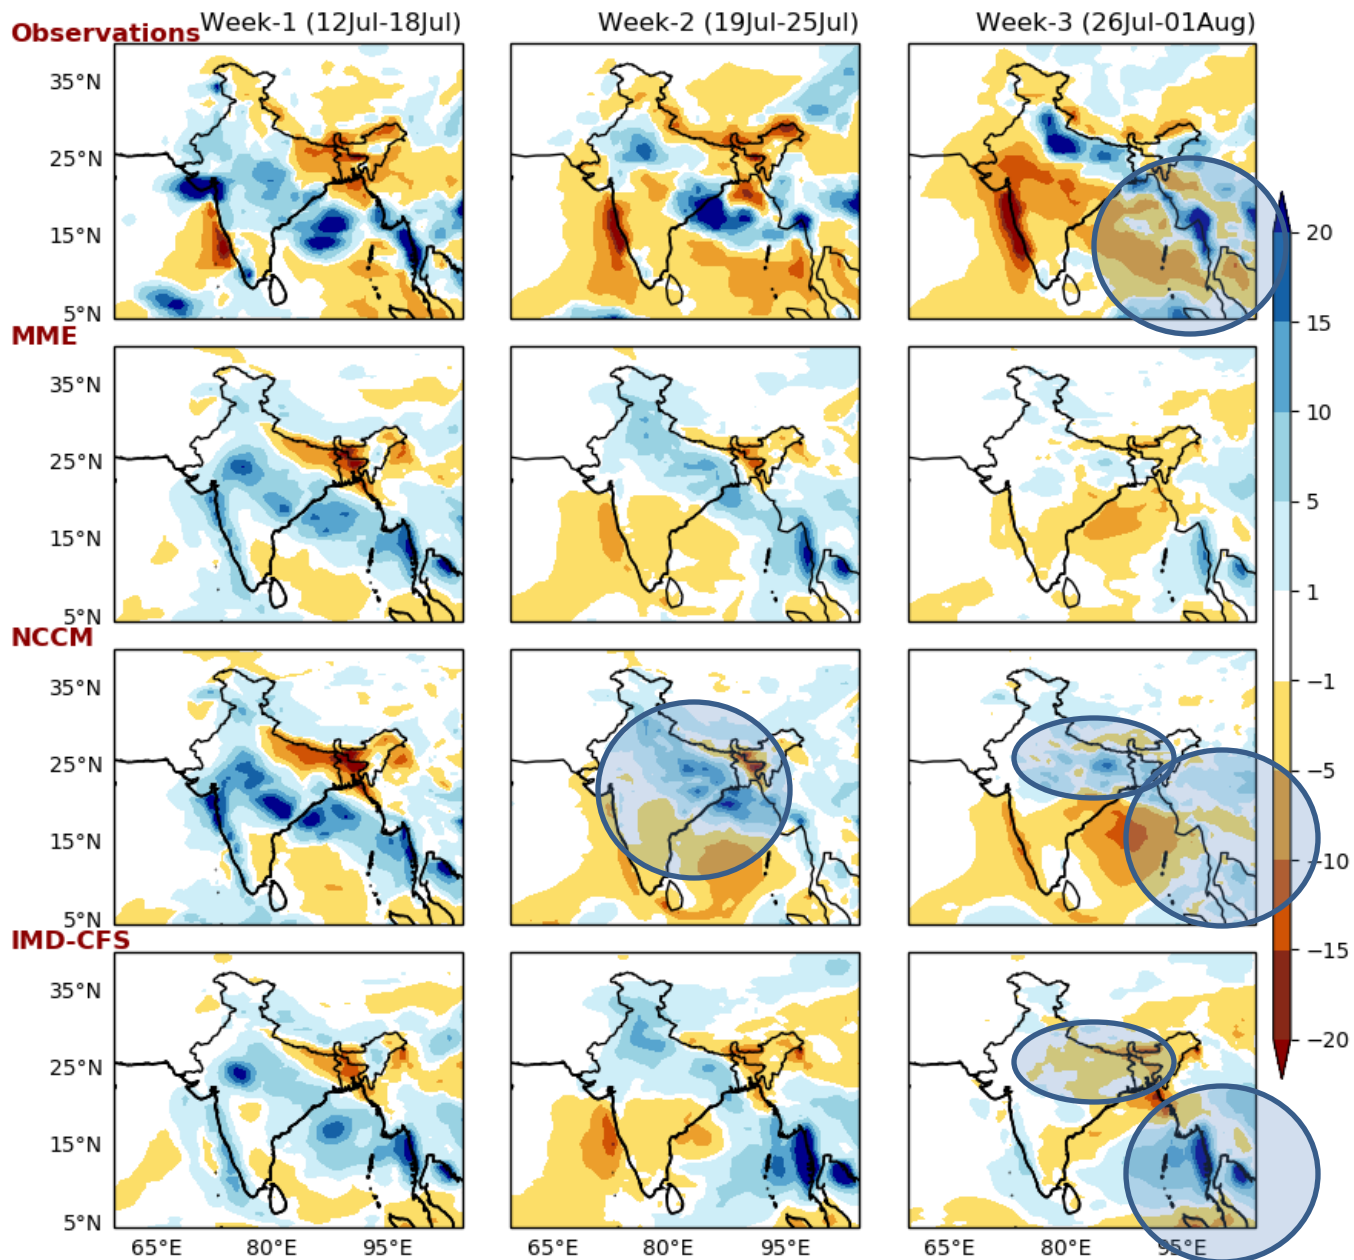 Observations
Week-1 (12Jul-18Jul)
Week-2 (19Jul-25Jul)
Week-3 (26Jul-01Aug)
35°N
25°N
15°N
5°N
MME
35°N
25°N
15°N
5°N
NCCM
35°N
25°N
15°N
5°N
IMD-CFS
35°N
25°N
15°N
5°N
65°E
80°E
95°E
65°E
80°E
95°E
65°E
80°E
95°E
20
15
10
5
1
−1
−5
−10
−15
−20